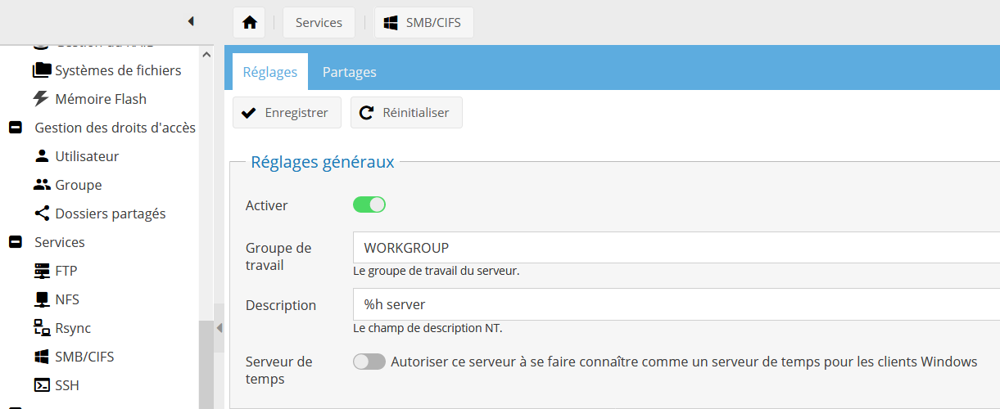 Services
SMB/CIFS
Systèmes de fichiers
Mémoire Flash
Gestion des droits d'accès
Utilisateur
Groupe
Dossiers partagés
Services
FTP
NFS
Rsync
SMB/CIFS
SSH
Réglages
Partages
Enregistrer
Réinitialiser
Réglages généraux
Activer
Groupe de
travail
WORKGROUP
Le groupe de travail du serveur.
Description
%h server
Le champ de description NT.
Serveur de
temps
Autoriser ce serveur à se faire connaître comme un serveur de temps pour les clients Windows